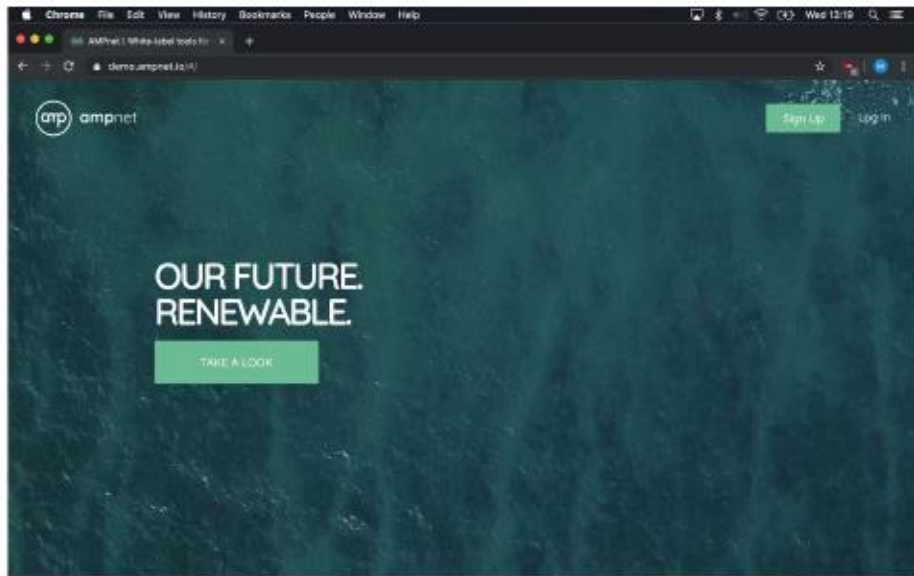 Chrome File Edit View History Bookmarks People Window Help
Wed 13:19
AMPnet | White-label tools for
demo.ampnet.io/#/
amp ampnet
Sign Up
Log In
OUR FUTURE.
RENEWABLE.
TAKE A LOOK